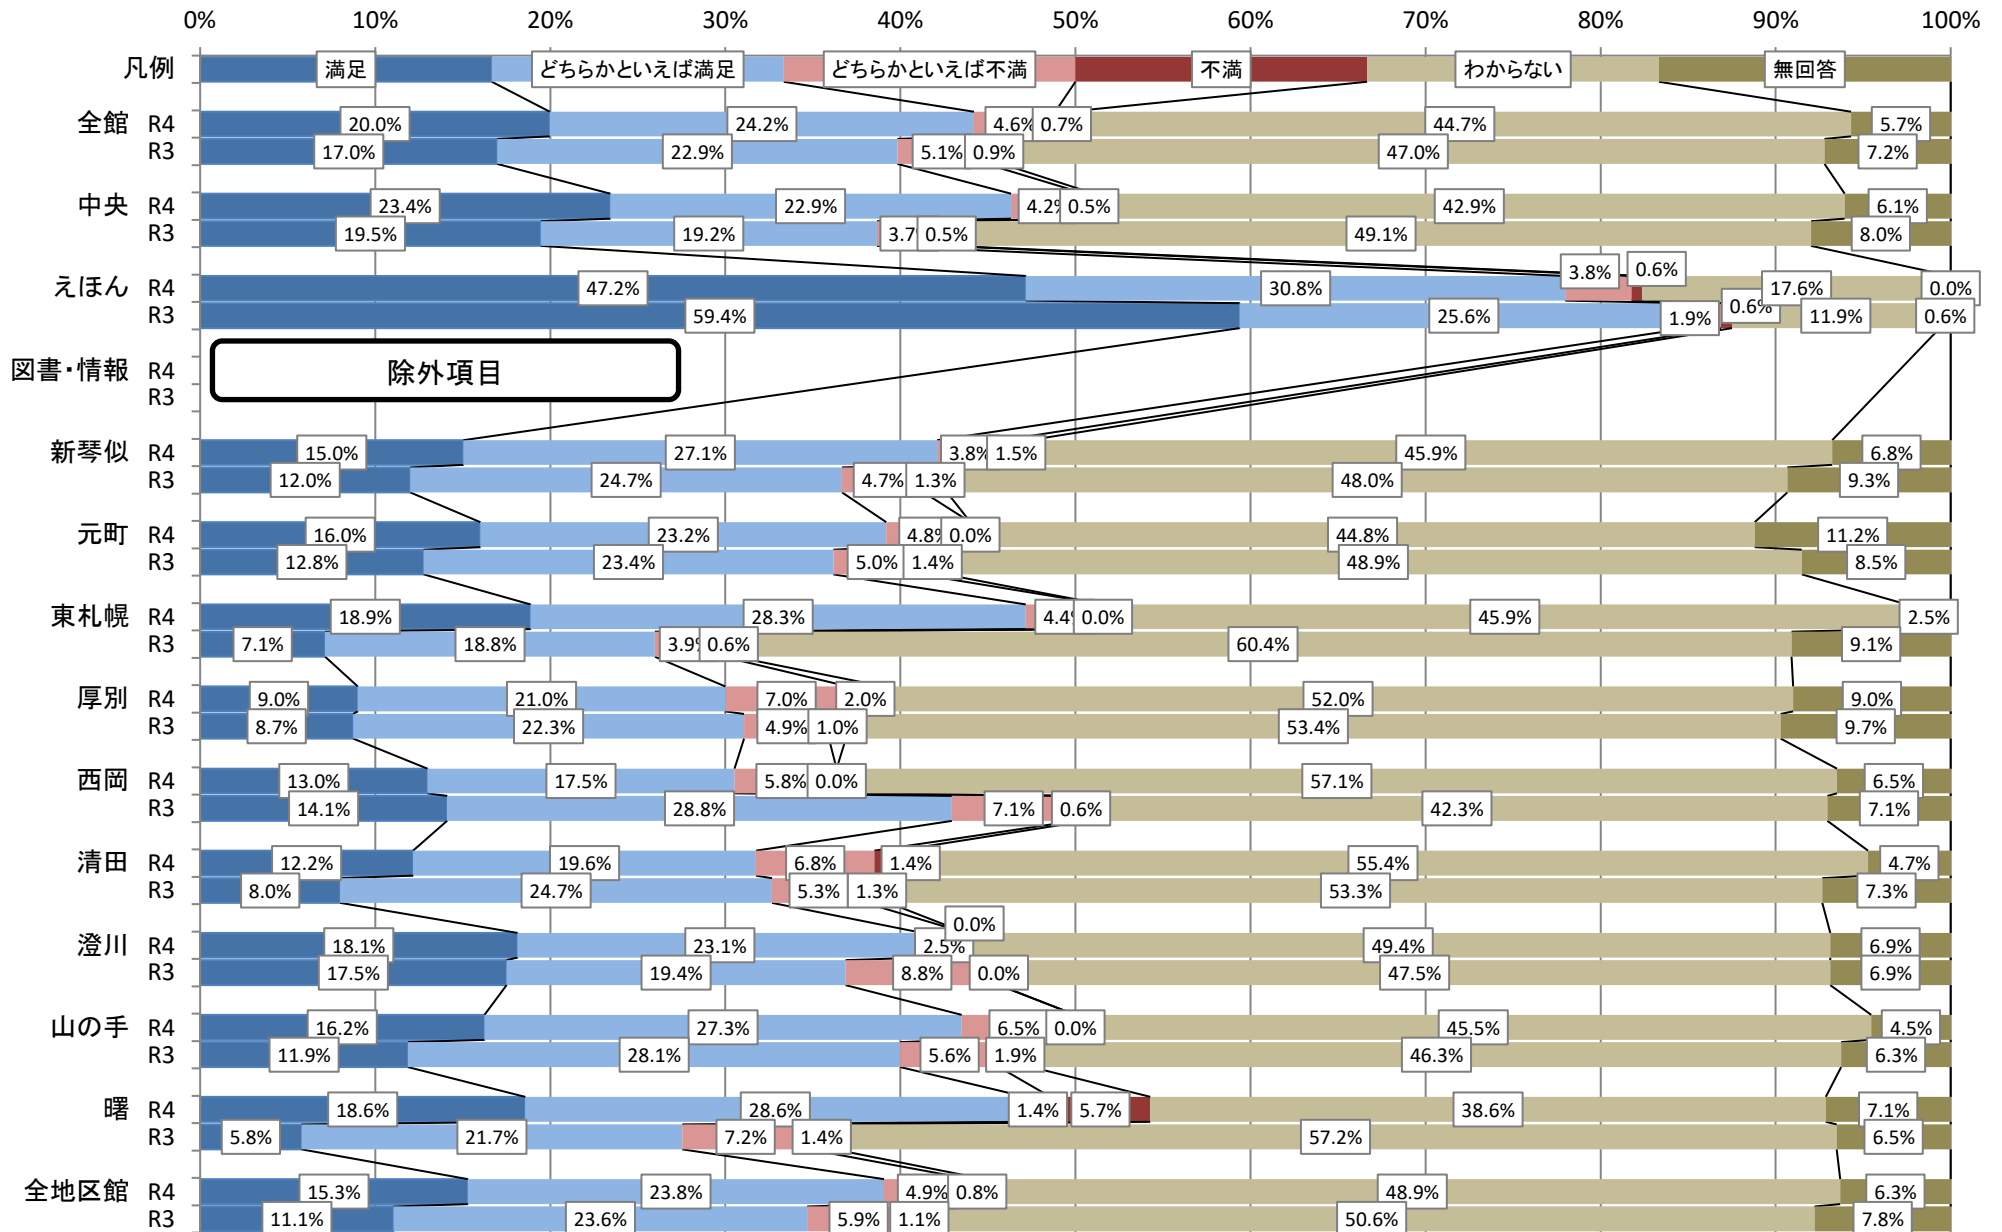 0% 10% 20% 30% 40% 50% 60% 70% 80% 90% 100%
凡例 満足 どちらかといえば満足 どちらかといえば不満 不満 わからない 無回答
全館 R4 20.0% 24.2% 4.6% 0.7% 44.7% 5.7%
R3 17.0% 22.9% 5.1% 0.9% 47.0% 7.2%
中央 R4 23.4% 22.9% 4.2% 0.5% 42.9% 6.1%
R3 19.5% 19.2% 3.7 0.5% 49.1% 8.0%
えほん R4 47.2% 30.8% 3.8% 0.6% 17.6% 0.0%
R3 59.4% 25.6% 1.9% 0.6% 11.9% 0.6%
図書・情報 R4 除外項目
R3
新琴似 R4 15.0% 27.1% 3.8% 1.5% 45.9% 6.8%
R3 12.0% 24.7% 4.7% 1.3% 48.0% 9.3%
元町 R4 16.0% 23.2% 4.8% 0.0% 44.8% 11.2%
R3 12.8% 23.4% 5.0% 1.4% 48.9% 8.5%
東札幌 R4 18.9% 28.3% 4.4% 0.0% 45.9% 2.5%
R3 7.1% 18.8% 3.9% 0.6% 60.4% 9.1%
厚別 R4 9.0% 21.0% 7.0% 2.0% 52.0% 9.0%
R3 8.7% 22.3% 4.9% 1.0% 53.4% 9.7%
西岡 R4 13.0% 17.5% 5.8% 0.0% 57.1% 6.5%
R3 14.1% 28.8% 7.1% 0.6% 42.3% 7.1%
清田 R4 12.2% 19.6% 6.8% 1.4% 55.4% 4.7%
R3 8.0% 24.7% 5.3% 1.3% 53.3% 7.3%
澄川 R4 18.1% 23.1% 2.5% 0.0% 49.4% 6.9%
R3 17.5% 19.4% 8.8% 0.0% 47.5% 6.9%
山の手 R4 16.2% 27.3% 6.5% 0.0% 45.5% 4.5%
R3 11.9% 28.1% 5.6% 1.9% 46.3% 6.3%
曙 R4 18.6% 28.6% 1.4% 5.7% 38.6% 7.1%
R3 5.8% 21.7% 7.2% 1.4% 57.2% 6.5%
全地区館 R4 15.3% 23.8% 4.9% 0.8% 48.9% 6.3%
R3 11.1% 23.6% 5.9% 1.1% 50.6% 7.8%